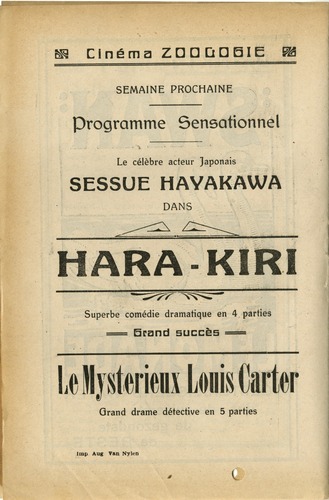 Cinéma ZOOLOGIE
SEMAINE PROCHAINE
Programme Sensationnel
Le célèbre acteur Japonais
SESSUE HAYAKAWA
DANS
HARA-KIRI
Superbe comédie dramatique en 4 parties
Grand succès
Le Mysterieux Louis Carter
Grand drame détective en 5 parties
Imp Aug Van Nylen